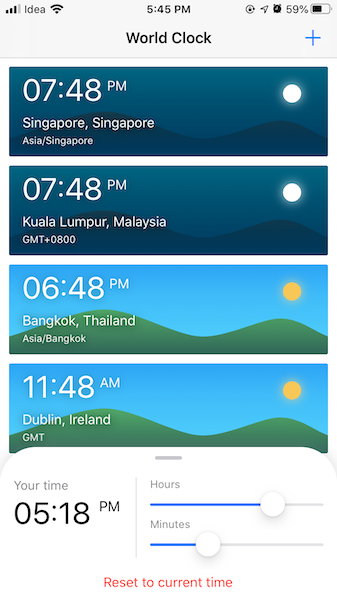 Idea 5:45 PM 59%
World Clock +
07:48 PM
Singapore, Singapore
Asia/Singapore
07:48 PM
Kuala Lumpur, Malaysia
GMT+0800
06:48 PM
Bangkok, Thailand
Asia/Bangkok
11:48 AM
Dublin, Ireland
GMT
Your time
05:18 PM
Hours
Minutes
Reset to current time